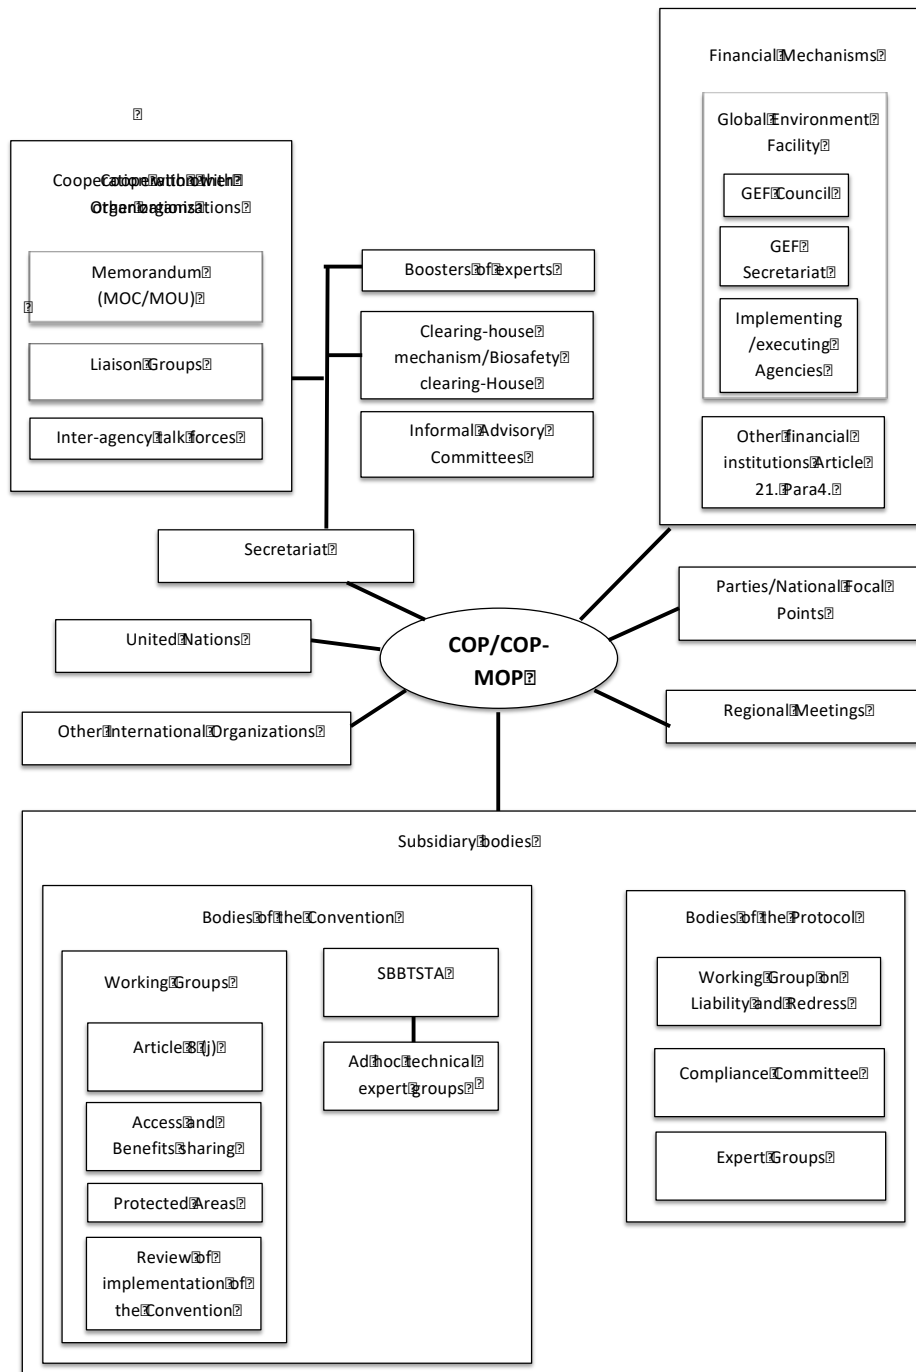 Financial Mechanisms
Global Environment
Facility
GEF Council
GEF
Secretariat
Implementing
/executing
Agencies
Other financial
institutions Article
21. Para4.
Cooperation with other
organizations
Memorandum
(MOC/MOU)
Liaison Groups
Inter-agency talk forces
Boosters of experts
Clearing-house
mechanism/Biosafety
clearing-House
Informal Advisory
Committees
Secretariat
United Nations
Other International Organizations
COP/COP-
MOP
Parties/National Focal
Points
Regional Meetings
Subsidiary bodies
Bodies of the Convention
Working Groups
Article 8 (j)
Access and
Benefits sharing
Protected Areas
Review of
implementation of
the Convention
SBBTSTA
Ad hoc technical
expert groups
Bodies of the Protocol
Working Group on
Liability and Redress
Compliance Committee
Expert Groups